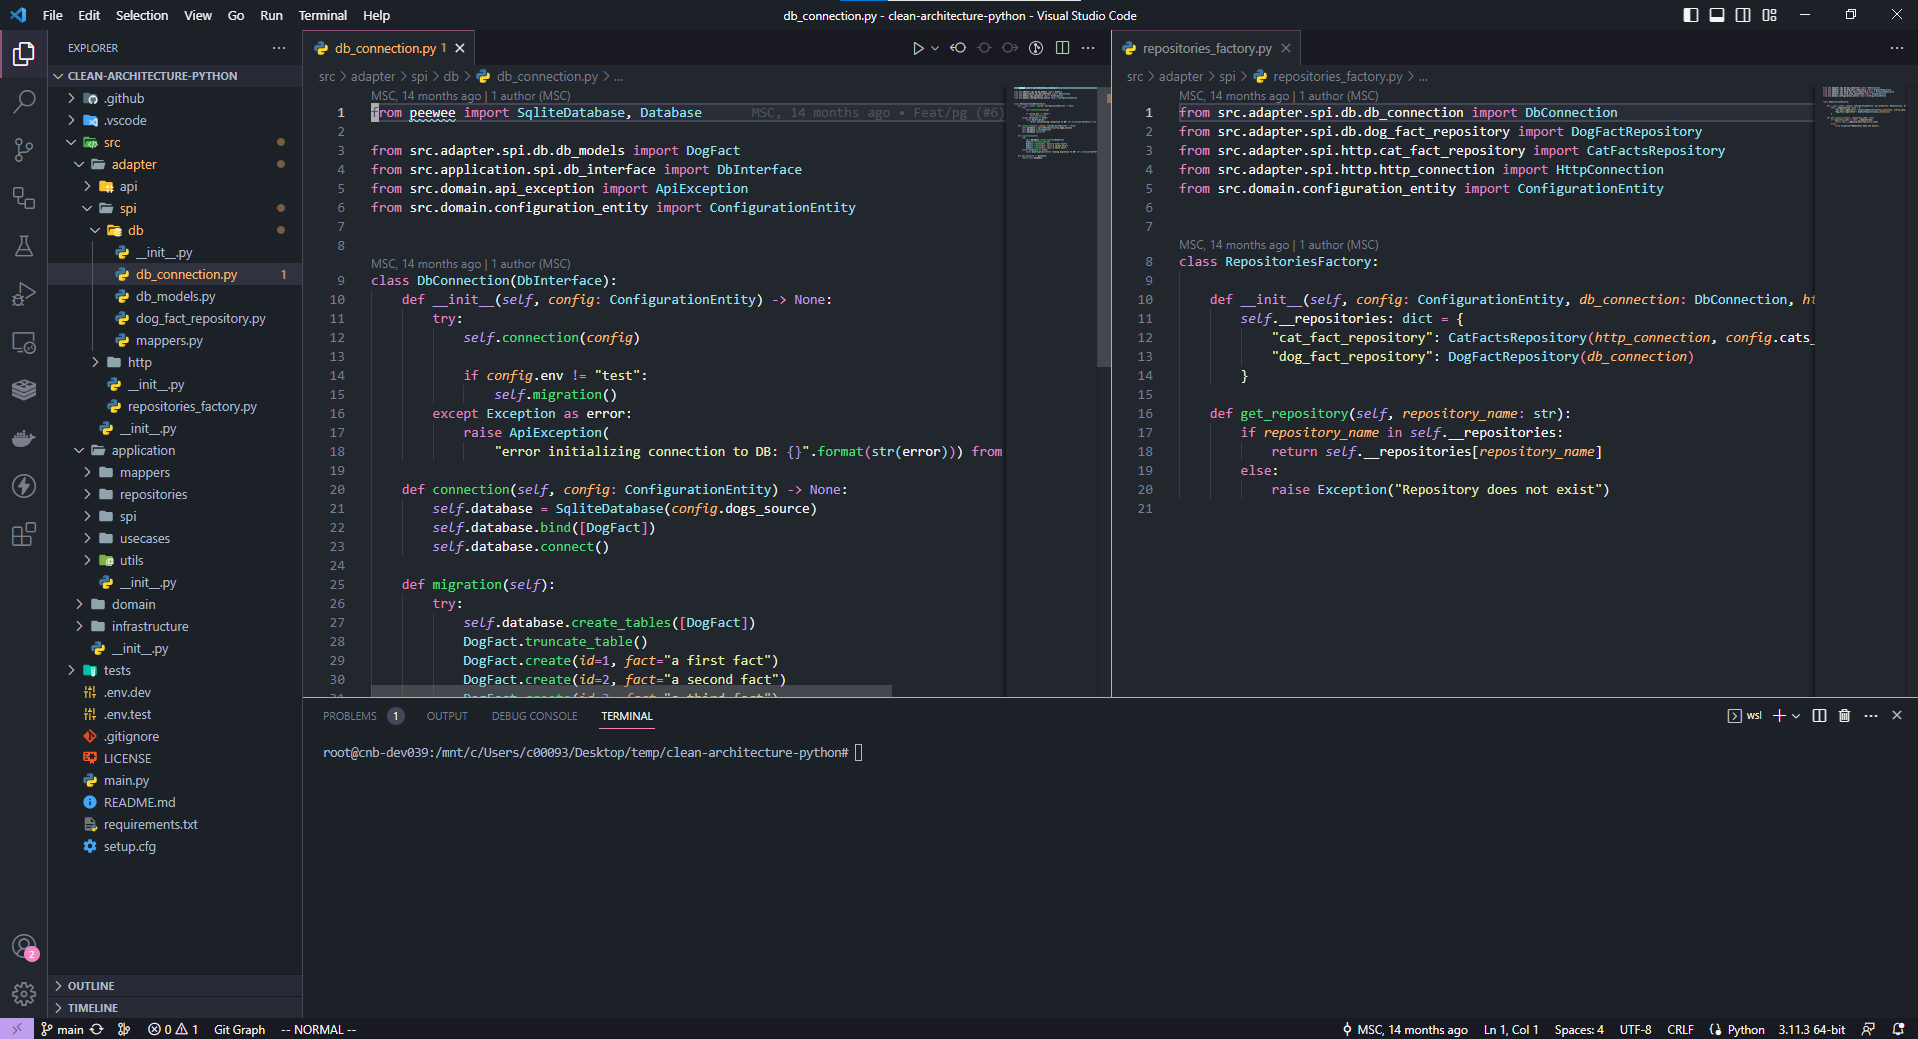 File Edit Selection View Go Run Terminal Help
db_connection.py - clean-architecture-python - Visual Studio Code
EXPLORER
CLEAN-ARCHITECTURE-PYTHON
.github
.vscode
src
adapter
api
spi
db
__init__.py
db_connection.py 1
db_models.py
dog_fact_repository.py
mappers.py
http
__init__.py
repositories_factory.py
__init__.py
application
mappers
repositories
spi
usecases
utils
__init__.py
domain
infrastructure
__init__.py
tests
.env.dev
.env.test
.gitignore
LICENSE
main.py
README.md
requirements.txt
setup.cfg
OUTLINE
TIMELINE
2
db_connection.py 1
src > adapter > spi > db > db_connection.py > ...
MSC, 14 months ago | 1 author (MSC)
1 from peewee import SqliteDatabase, Database MSC, 14 months ago • Feat/pg (#6)
2
3 from src.adapter.spi.db.db_models import DogFact
4 from src.application.spi.db_interface import DbInterface
5 from src.domain.api_exception import ApiException
6 from src.domain.configuration_entity import ConfigurationEntity
7
8
MSC, 14 months ago | 1 author (MSC)
9 class DbConnection(DbInterface):
10 def __init__(self, config: ConfigurationEntity) -> None:
11 try:
12 self.connection(config)
13
14 if config.env != "test":
15 self.migration()
16 except Exception as error:
17 raise ApiException(
18 "error initializing connection to DB: {}".format(str(error))) from
19
20 def connection(self, config: ConfigurationEntity) -> None:
21 self.database = SqliteDatabase(config.dogs_source)
22 self.database.bind([DogFact])
23 self.database.connect()
24
25 def migration(self):
26 try:
27 self.database.create_tables([DogFact])
28 DogFact.truncate_table()
29 DogFact.create(id=1, fact="a first fact")
30 DogFact.create(id=2, fact="a second fact")
31 DogFact.create(id=3, fact="a third fact")
repositories_factory.py
src > adapter > spi > repositories_factory.py > ...
MSC, 14 months ago | 1 author (MSC)
1 from src.adapter.spi.db.db_connection import DbConnection
2 from src.adapter.spi.db.dog_fact_repository import DogFactRepository
3 from src.adapter.spi.http.cat_fact_repository import CatFactsRepository
4 from src.adapter.spi.http.http_connection import HttpConnection
5 from src.domain.configuration_entity import ConfigurationEntity
6
7
MSC, 14 months ago | 1 author (MSC)
8 class RepositoriesFactory:
9
10 def __init__(self, config: ConfigurationEntity, db_connection: DbConnection, ht
11 self.__repositories: dict = {
12 "cat_fact_repository": CatFactsRepository(http_connection, config.cats_
13 "dog_fact_repository": DogFactRepository(db_connection)
14 }
15
16 def get_repository(self, repository_name: str):
17 if repository_name in self.__repositories:
18 return self.__repositories[repository_name]
19 else:
20 raise Exception("Repository does not exist")
21
PROBLEMS 1 OUTPUT DEBUG CONSOLE TERMINAL
wsl
root@cnb-dev039:/mnt/c/Users/c00093/Desktop/temp/clean-architecture-python#
main 0 1 Git Graph -- NORMAL --
MSC, 14 months ago Ln 1, Col 1 Spaces: 4 UTF-8 CRLF Python 3.11.3 64-bit